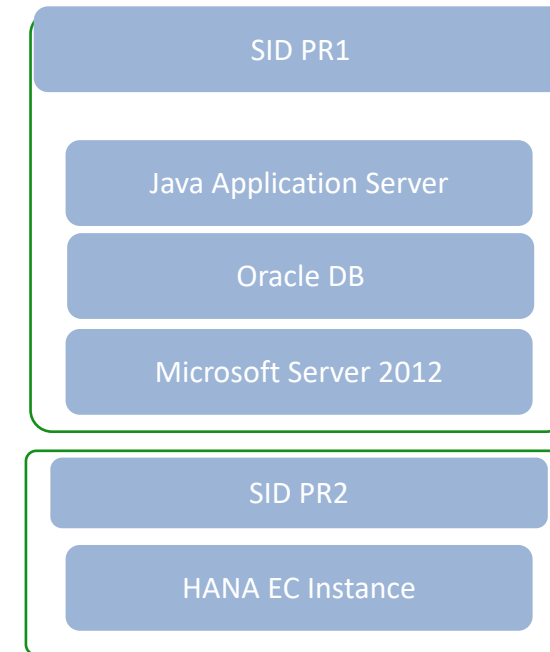 SID PR1
Java Application Server
Oracle DB
Microsoft Server 2012
SID PR2
HANA EC Instance